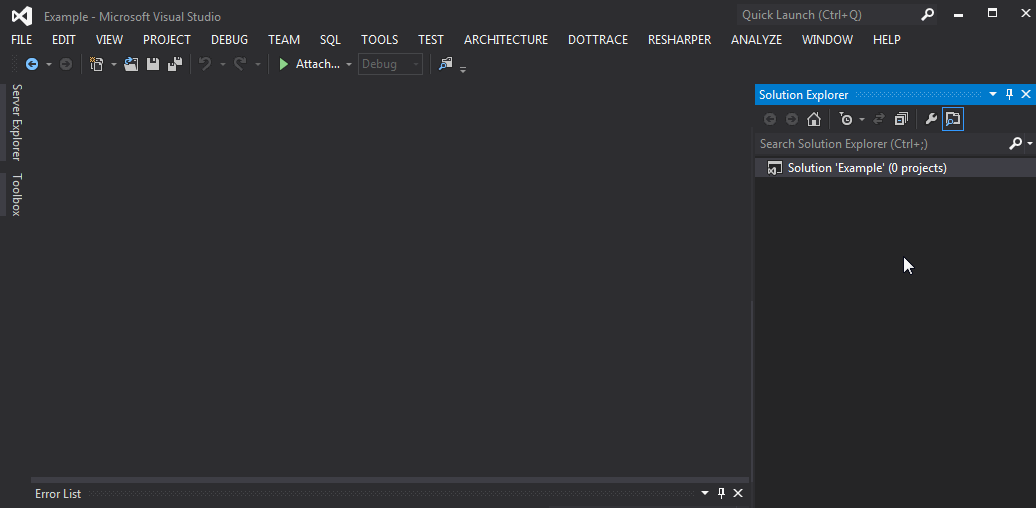 Example - Microsoft Visual Studio
Quick Launch (Ctrl+Q)
FILE EDIT VIEW PROJECT DEBUG TEAM SQL TOOLS TEST ARCHITECTURE DOTTRACE RESHARPER ANALYZE WINDOW HELP
Attach... Debug
Server Explorer
Toolbox
Solution Explorer
Search Solution Explorer (Ctrl+;)
Solution 'Example' (0 projects)
Error List